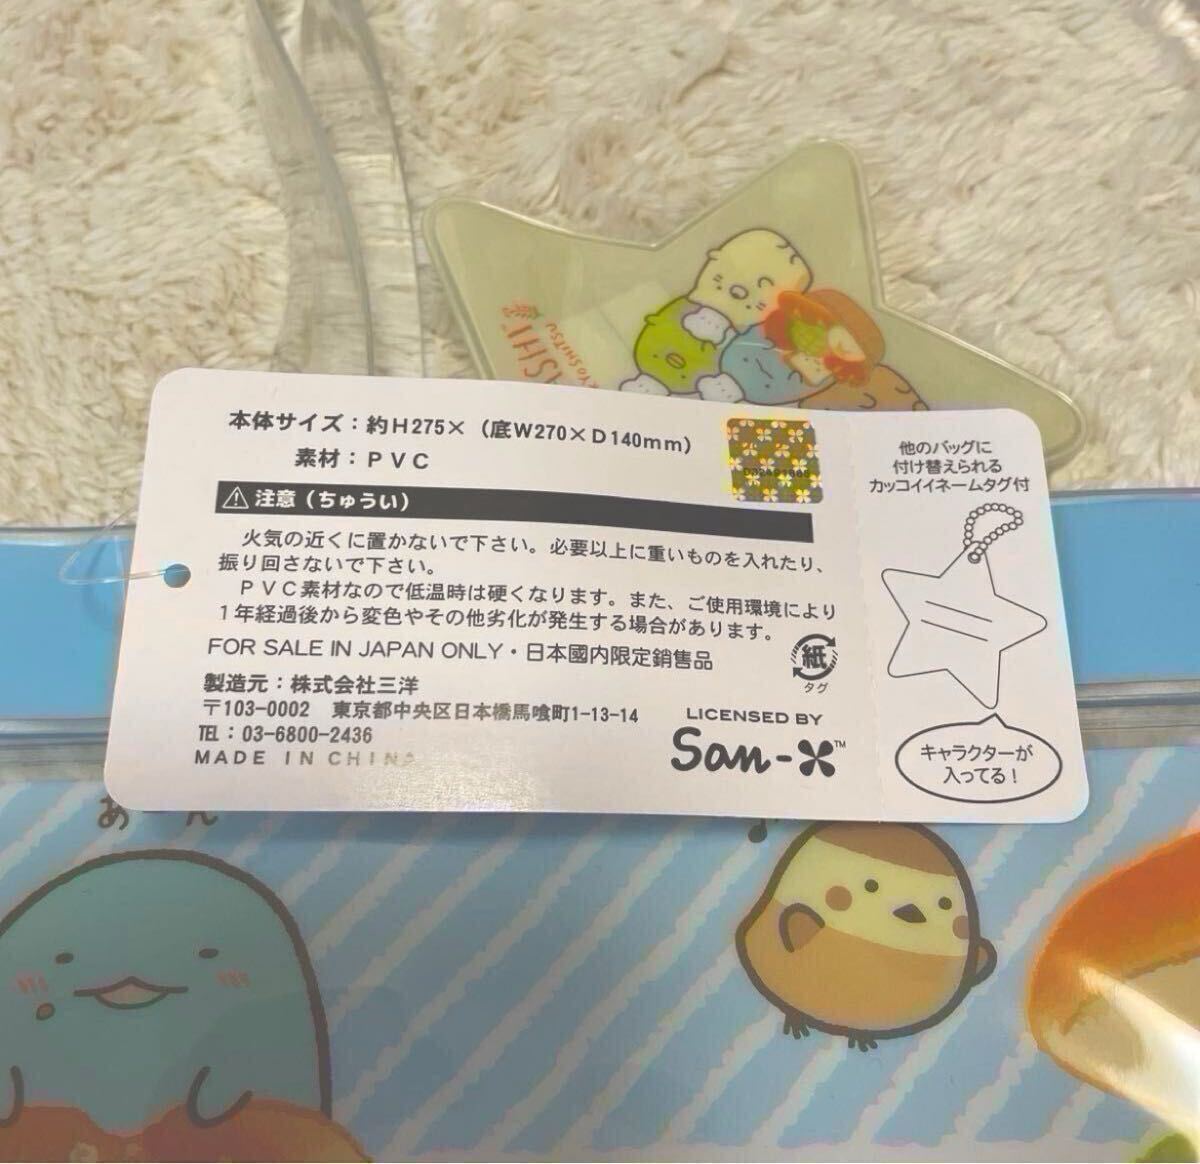 本体サイズ：約H275×（底W270×D140mm）
素材：PVC
注意（ちゅうい）
火気の近くに置かないで下さい。必要以上に重いものを入れたり、
振り回さないで下さい。
PVC素材なので低温時は硬くなります。また、ご使用環境により
1年経過後から変色やその他劣化が発生する場合があります。
FOR SALE IN JAPAN ONLY・日本國内限定銷售品
製造元：株式会社三洋
〒103-0002 東京都中央区日本橋馬喰町1-13-14
TEL：03-6800-2436
MADE IN CHINA
紙
タグ
LICENSED BY
San-X™
他のバッグに
付け替えられる
カッコイイネームタグ付
キャラクターが
入ってる！